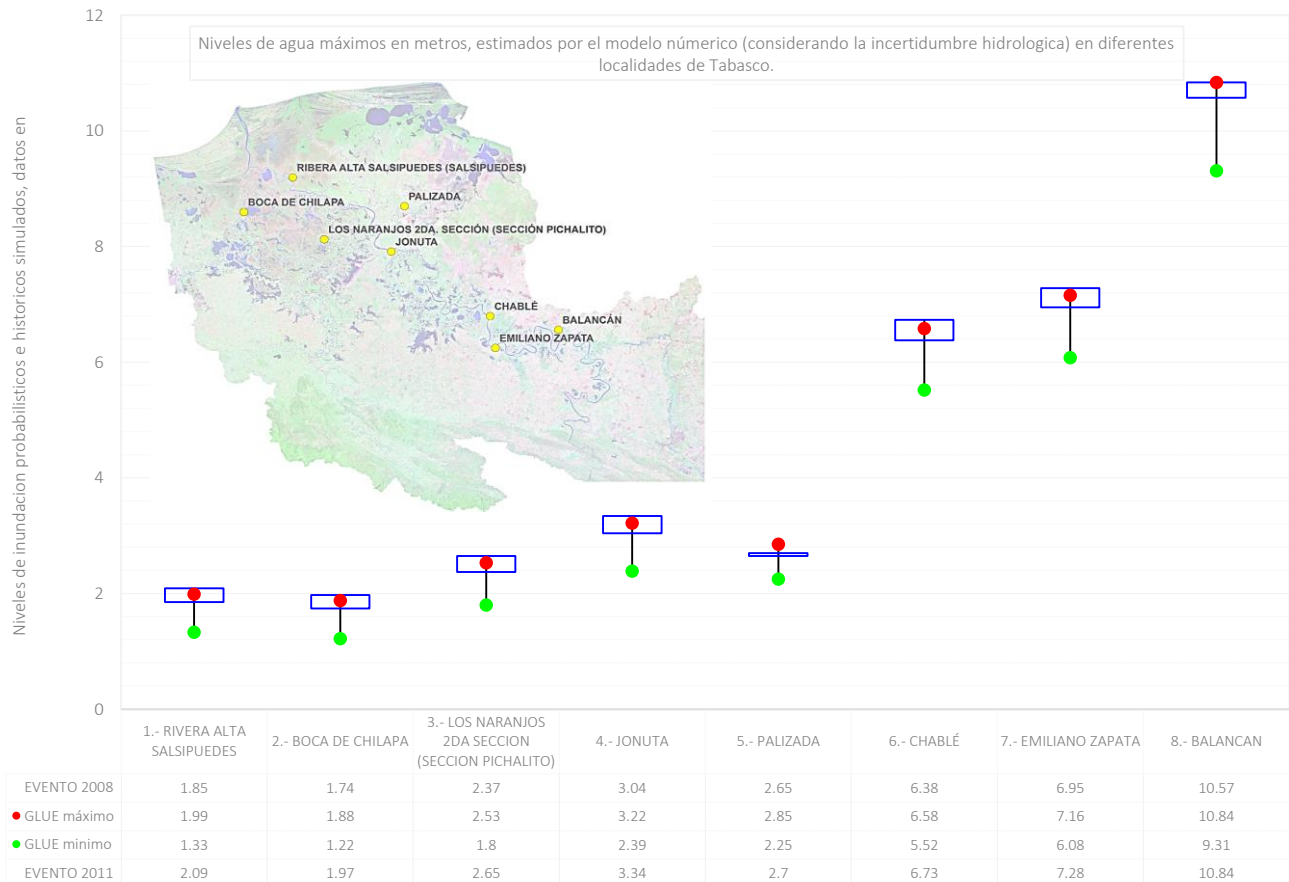 12
10
8
6
4
2
0
Niveles de inundacion probabilisticos e historicos simulados, datos en
Niveles de agua máximos en metros, estimados por el modelo númerico (considerando la incertidumbre hidrologica) en diferentes
localidades de Tabasco.
RIBERA ALTA SALSIPUEDES (SALSIPUEDES)
PALIZADA
BOCA DE CHILAPA
LOS NARANJOS 2DA. SECCIÓN (SECCIÓN PICHALITO)
JONUTA
CHABLÉ
BALANCÁN
EMILIANO ZAPATA
1.- RIVERA ALTA
SALSIPUEDES
2.- BOCA DE CHILAPA
3.- LOS NARANJOS
2DA SECCION
(SECCION PICHALITO)
4.- JONUTA
5.- PALIZADA
6.- CHABLÉ
7.- EMILIANO ZAPATA
8.- BALANCAN
EVENTO 2008 1.85 1.74 2.37 3.04 2.65 6.38 6.95 10.57
GLUE máximo 1.99 1.88 2.53 3.22 2.85 6.58 7.16 10.84
GLUE minimo 1.33 1.22 1.8 2.39 2.25 5.52 6.08 9.31
EVENTO 2011 2.09 1.97 2.65 3.34 2.7 6.73 7.28 10.84